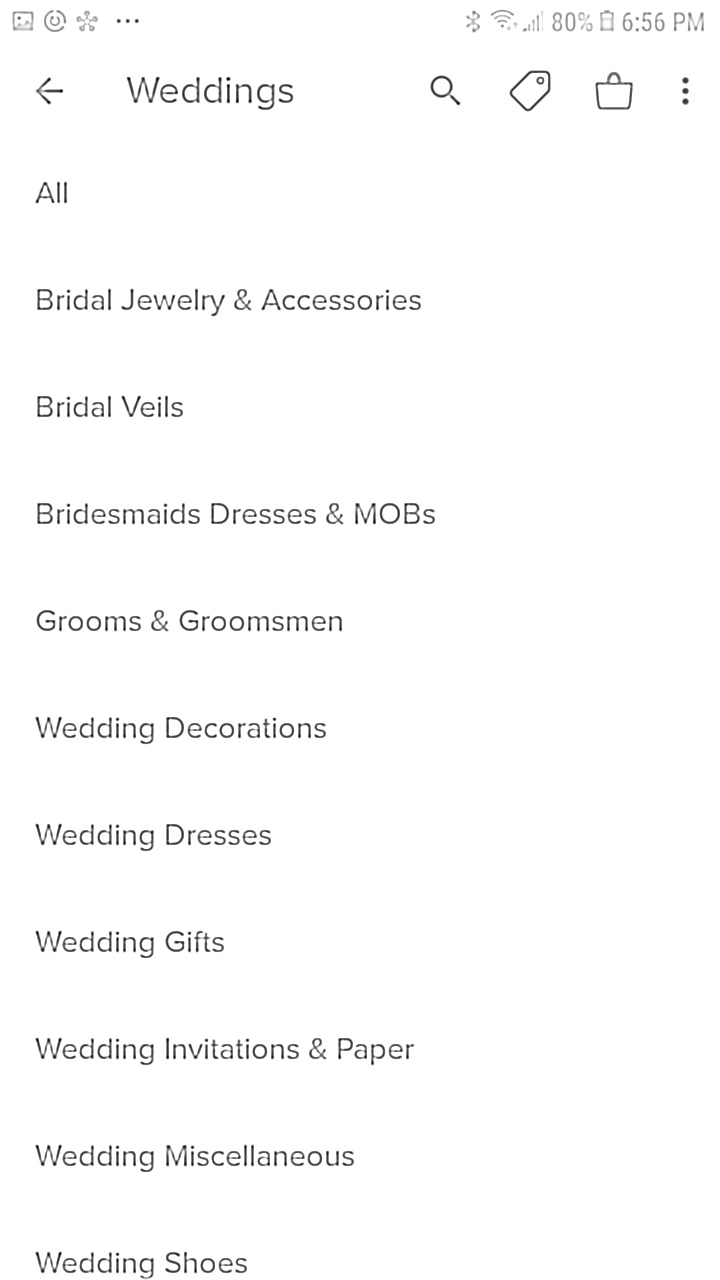 80% 6:56 PM
Weddings
All
Bridal Jewelry & Accessories
Bridal Veils
Bridesmaids Dresses & MOBs
Grooms & Groomsmen
Wedding Decorations
Wedding Dresses
Wedding Gifts
Wedding Invitations & Paper
Wedding Miscellaneous
Wedding Shoes